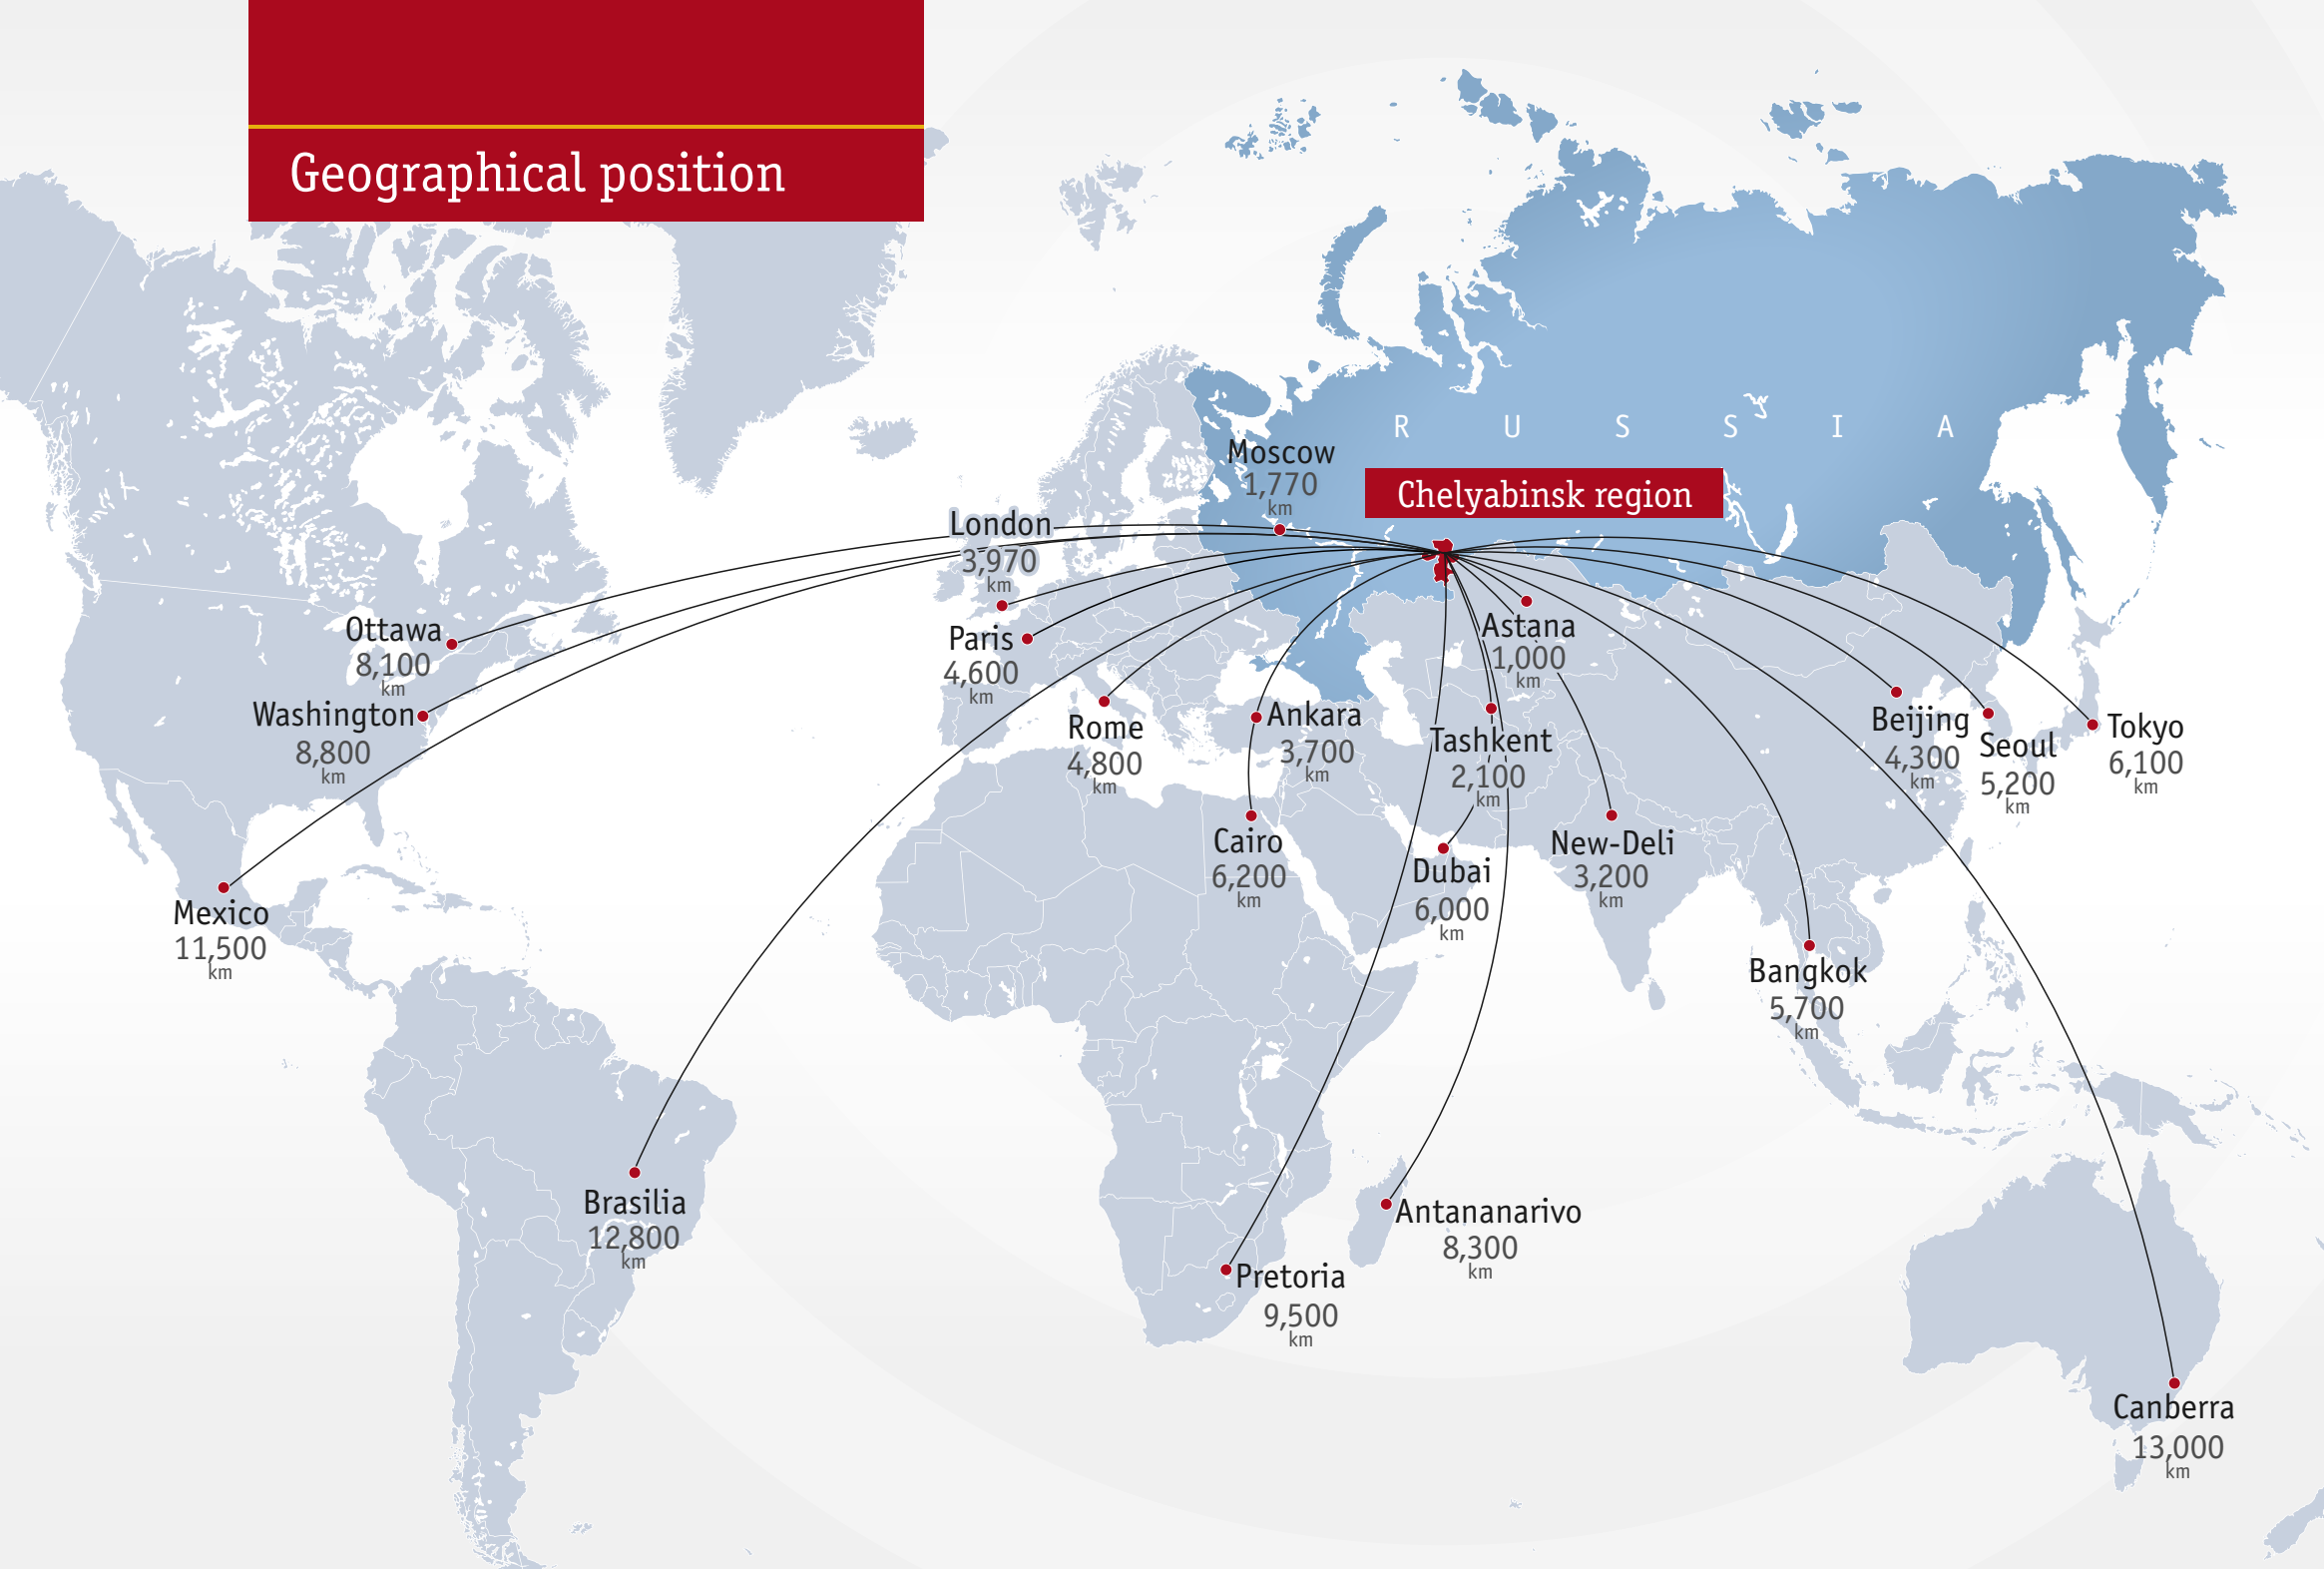 Geographical position
R U S S I A
Moscow
1,770
km
Chelyabinsk region
London
3,970
km
Ottawa
8,100
km
Paris
4,600
km
Astana
1,000
km
Washington
8,800
km
Rome
4,800
km
Ankara
3,700
km
Tashkent
2,100
km
Beijing
4,300
km
Seoul
5,200
km
Tokyo
6,100
km
Cairo
6,200
km
Dubai
6,000
km
New-Deli
3,200
km
Mexico
11,500
km
Bangkok
5,700
km
Brasilia
12,800
km
Antananarivo
8,300
km
Pretoria
9,500
km
Canberra
13,000
km